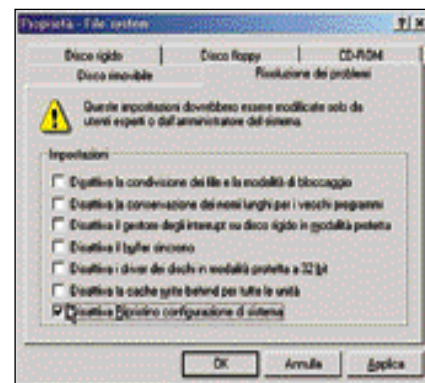 Proprietà - File system
Disco rigido
Disco floppy
CD-ROM
Disco rimovibile
Risoluzione dei problemi
Queste impostazioni dovrebbero essere modificate solo da
utenti esperti o dall'amministratore del sistema.
Impostazioni
Disattiva la condivisione dei file e la modalità di bloccaggio
Disattiva la conservazione dei nomi lunghi per i vecchi programmi
Disattiva il gestore degli interrupt su disco rigido in modalità protetta
Disattiva il buffer sincrono
Disattiva i driver dei dischi in modalità protetta a 32 bit
Disattiva la cache write behind per tutte le unità
Disattiva Ripristino configurazione di sistema
OK
Annulla
Applica